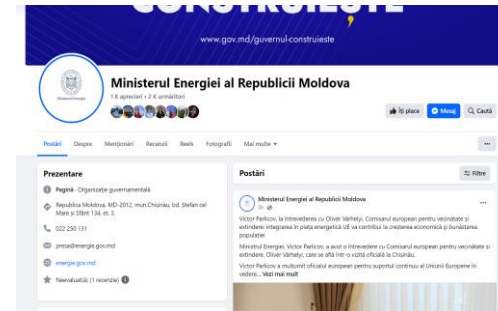 CONSTRUIEȘTE
www.gov.md/guvernul-construieste
Ministerul Energiei al Republicii Moldova
1 K aprecieri • 2 K urmăritori
Îți place
Mesaj
Caută
Postări
Despre
Mențiuni
Recenzii
Reels
Fotografii
Mai multe
Prezentare
Pagină · Organizație guvernamentală
Republica Moldova, MD-2012, mun.Chișinău, bd. Ștefan cel
Mare și Sfânt 134, et. 3.
022 250 131
presa@energie.gov.md
energie.gov.md
Neevaluat(ă) (1 recenzie)
Postări
Filtre
Ministerul Energiei al Republicii Moldova
Victor Parlicov, la întrevederea cu Oliver Várhelyi, Comisarul european pentru vecinătate și
extindere: integrarea în piața energetică UE va contribui la creșterea economică și bunăstarea
populației
Ministrul Energiei, Victor Parlicov, a avut o întrevedere cu Comisarul european pentru vecinătate și
extindere, Oliver Várhelyi, care se află într-o vizită oficială la Chișinău.
Victor Parlicov a mulțumit oficialul european pentru suportul continuu al Uniunii Europene în
vedere... Vezi mai mult